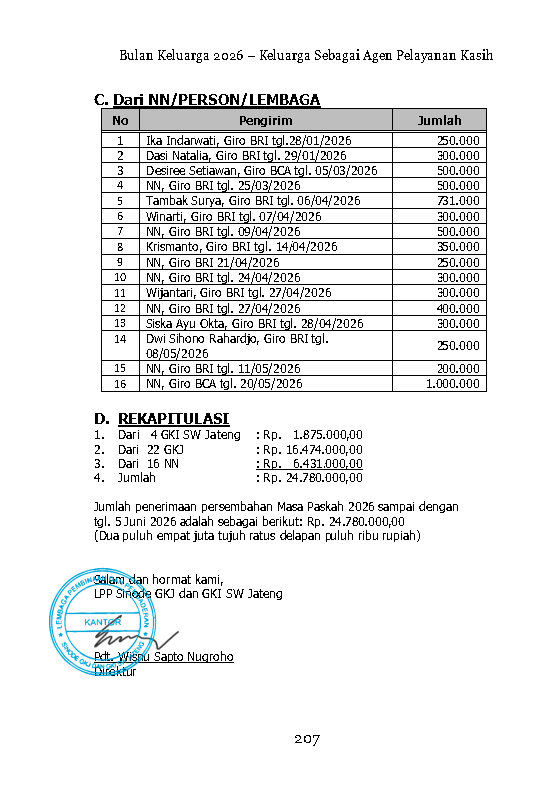 Bulan Keluarga 2026 – Keluarga Sebagai Agen Pelayanan Kasih
C. Dari NN/PERSON/LEMBAGA
No Pengirim Jumlah
1 Ika Indarwati, Giro BRI tgl.28/01/2026 250.000
2 Dasi Natalia, Giro BRI tgl. 29/01/2026 300.000
3 Desiree Setiawan, Giro BCA tgl. 05/03/2026 500.000
4 NN, Giro BRI tgl. 25/03/2026 500.000
5 Tambak Surya, Giro BRI tgl. 06/04/2026 731.000
6 Winarti, Giro BRI tgl. 07/04/2026 300.000
7 NN, Giro BRI tgl. 09/04/2026 500.000
8 Krismanto, Giro BRI tgl. 14/04/2026 350.000
9 NN, Giro BRI 21/04/2026 250.000
10 NN, Giro BRI tgl. 24/04/2026 300.000
11 Wijantari, Giro BRI tgl. 27/04/2026 300.000
12 NN, Giro BRI tgl. 27/04/2026 400.000
13 Siska Ayu Okta, Giro BRI tgl. 28/04/2026 300.000
14 Dwi Sihono Rahardjo, Giro BRI tgl.
08/05/2026 250.000
15 NN, Giro BRI tgl. 11/05/2026 200.000
16 NN, Giro BCA tgl. 20/05/2026 1.000.000
D. REKAPITULASI
1. Dari 4 GKI SW Jateng : Rp. 1.875.000,00
2. Dari 22 GKJ : Rp. 16.474.000,00
3. Dari 16 NN : Rp. 6.431.000,00
4. Jumlah : Rp. 24.780.000,00
Jumlah penerimaan persembahan Masa Paskah 2026 sampai dengan
tgl. 5 Juni 2026 adalah sebagai berikut: Rp. 24.780.000,00
(Dua puluh empat juta tujuh ratus delapan puluh ribu rupiah)
Salam dan hormat kami,
LPP Sinode GKJ dan GKI SW Jateng
KANTOR
Pdt. Wisnu Sapto Nugroho
Direktur
207